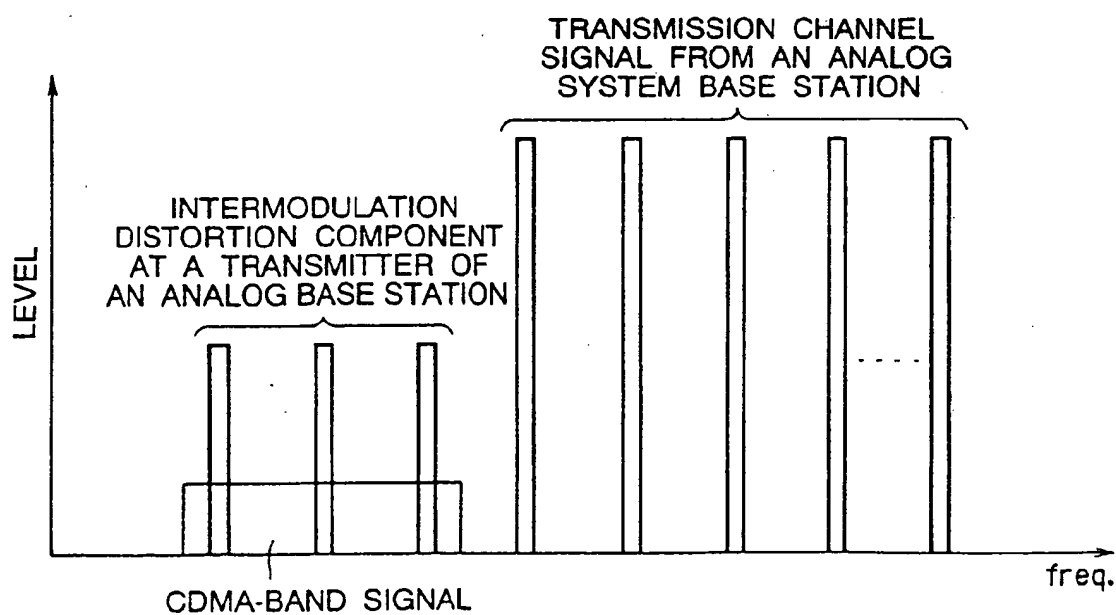 TRANSMISSION CHANNEL
SIGNAL FROM AN ANALOG
SYSTEM BASE STATION
INTERMODULATION
DISTORTION COMPONENT
AT A TRANSMITTER OF
AN ANALOG BASE STATION
LEVEL
freq.
CDMA-BAND SIGNAL